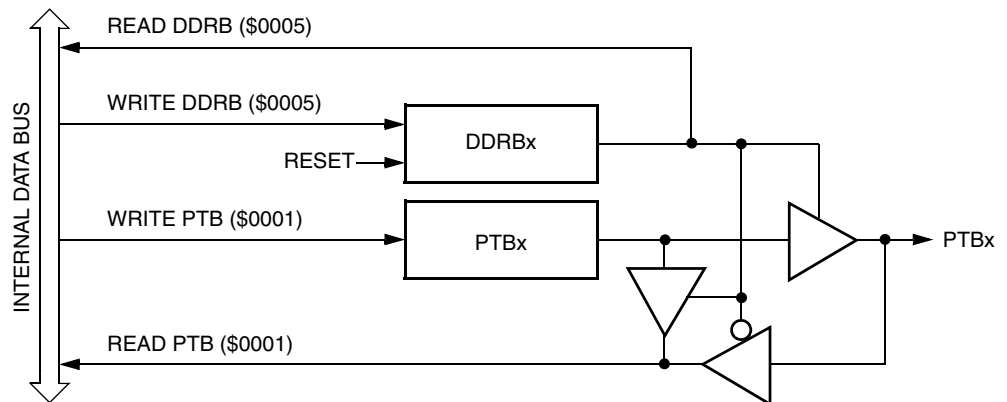 READ DDRB ($0005)
WRITE DDRB ($0005)
DDRBx
RESET
WRITE PTB ($0001)
PTBx
PTBx
READ PTB ($0001)
INTERNAL DATA BUS